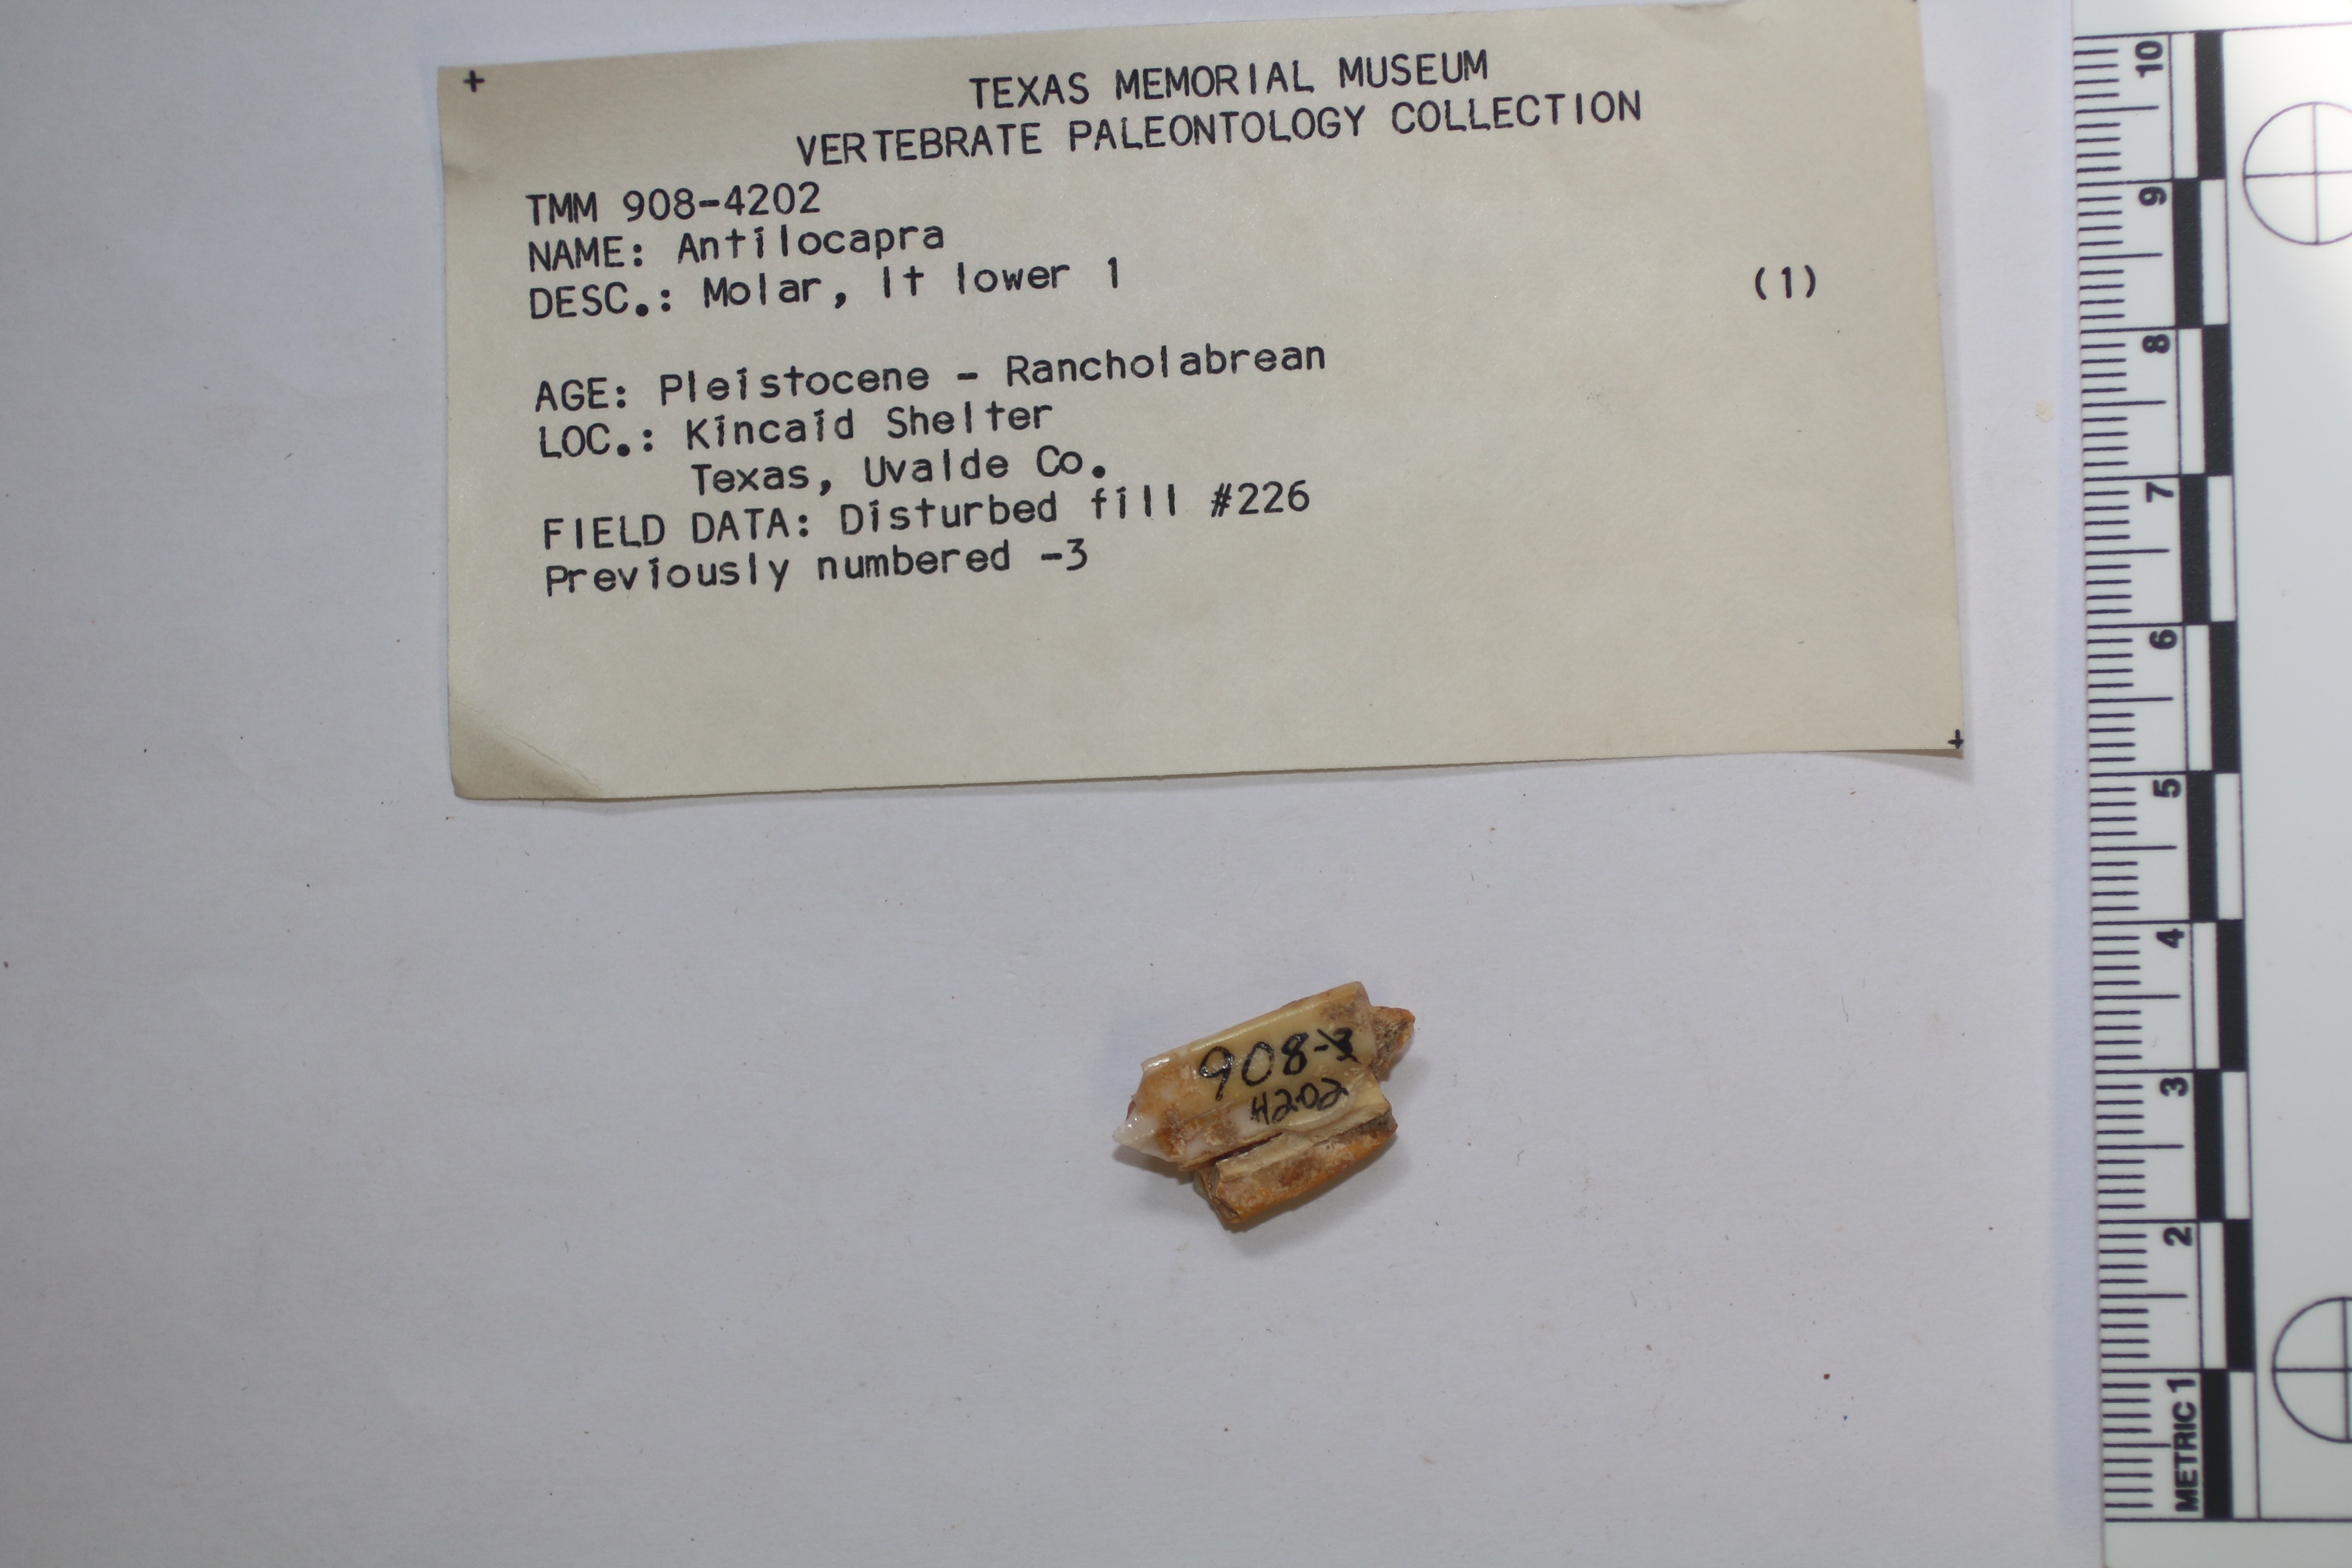 TEXAS MEMORIAL MUSEUM
VERTEBRATE PALEONTOLOGY COLLECTION
TMM 908-4202
NAME: Antilocapra
DESC.: Molar, lt lower 1 (1)
AGE: Pleistocene - Rancholabrean
LOC.: Kincaid Shelter
Texas, Uvalde Co.
FIELD DATA: Disturbed fill #226
Previously numbered -3
908-3
4202
10
9
8
7
6
5
4
3
2
METRIC 1